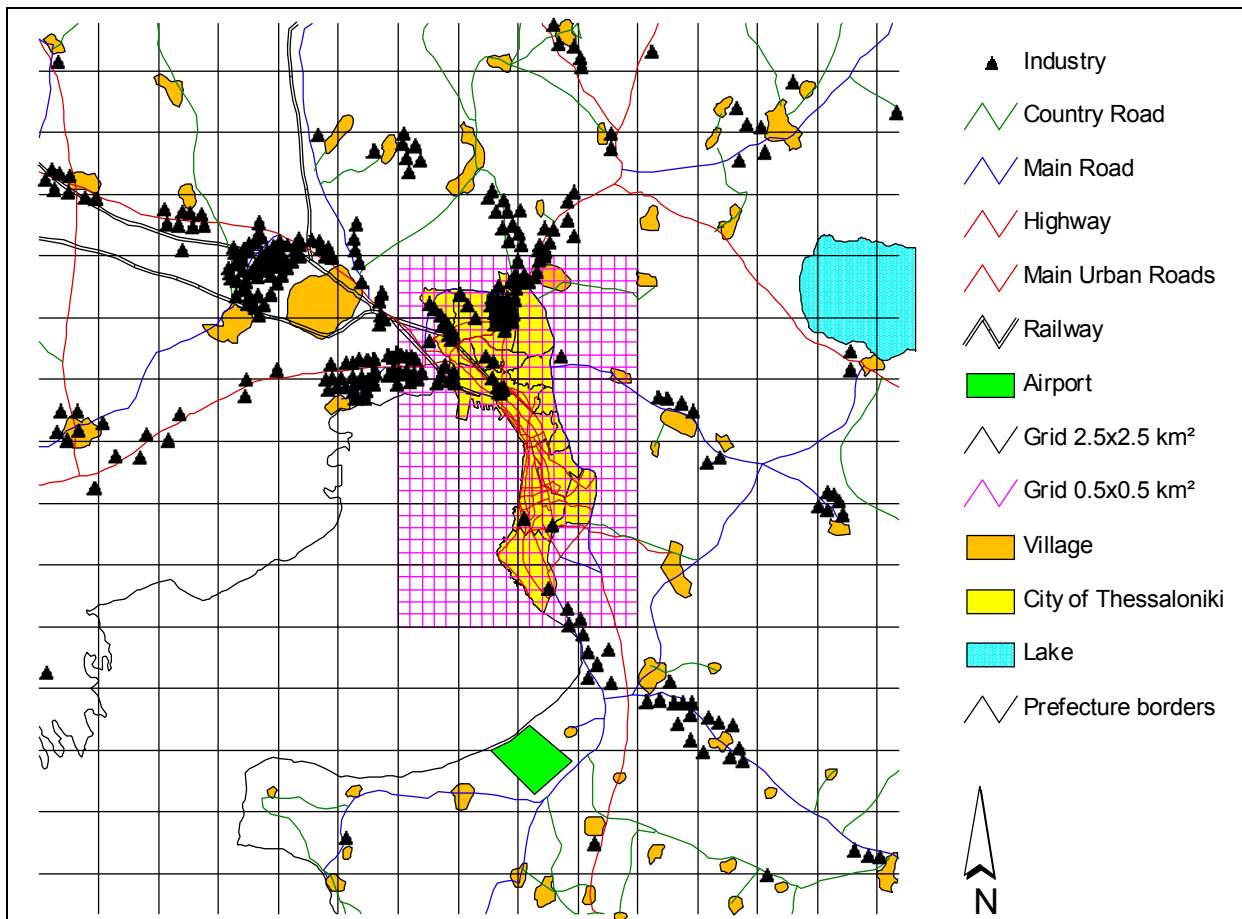 Industry
Country Road
Main Road
Highway
Main Urban Roads
Railway
Airport
Grid 2.5x2.5 km²
Grid 0.5x0.5 km²
Village
City of Thessaloniki
Lake
Prefecture borders
N